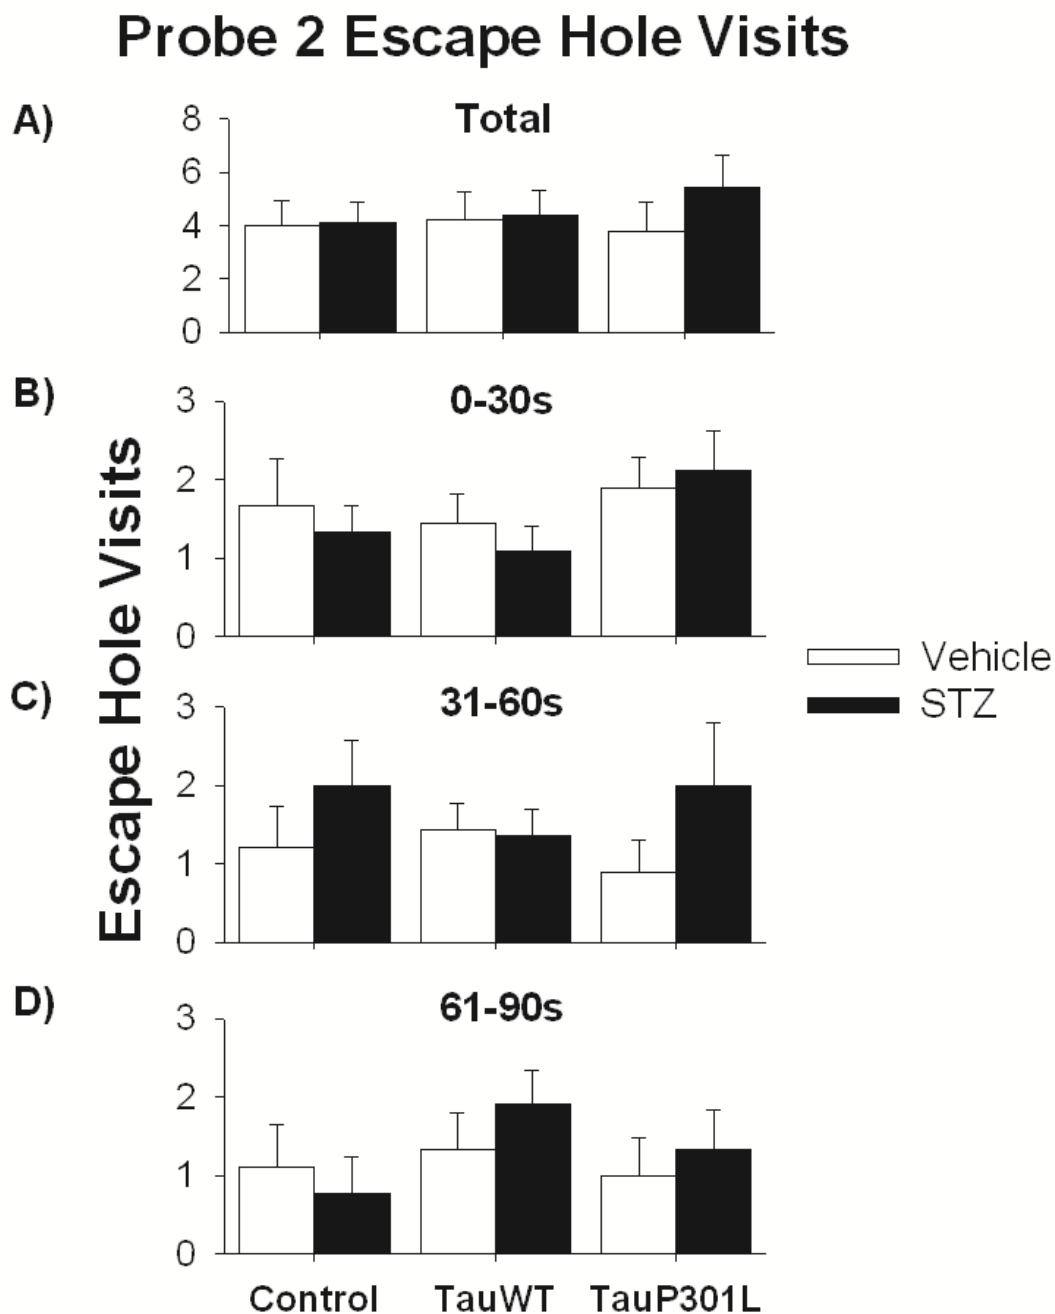 Probe 2 Escape Hole Visits
A)
Total
8
6
4
2
0
B)
0-30s
3
2
1
0
Escape Hole Visits
Vehicle
STZ
C)
31-60s
3
2
1
0
D)
61-90s
3
2
1
0
Control TauWT TauP301L